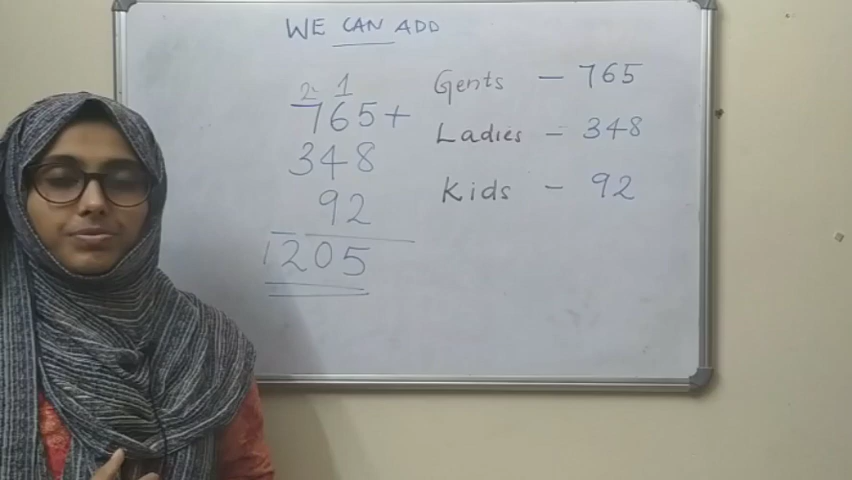 WE CAN ADD
2 1
765+
348
92
1205
Gents - 765
Ladies - 348
Kids - 92